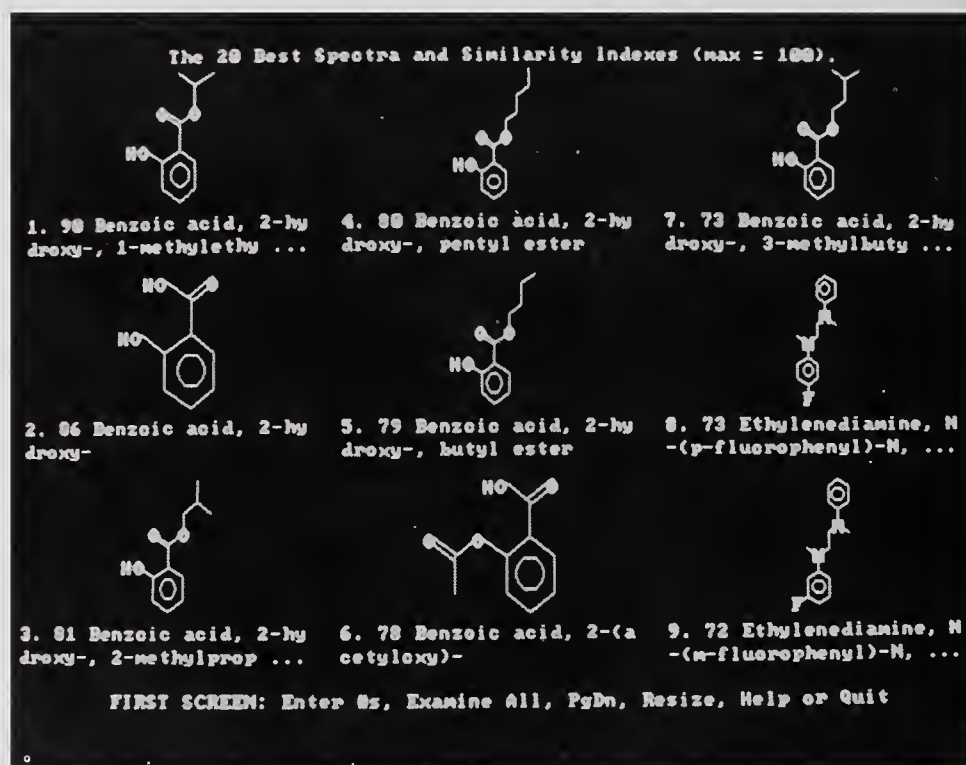 The 20 Best Spectra and Similarity Indexes (max = 100).
O O
HO
1. 90 Benzoic acid, 2-hy
droxy-, 1-methylethy ...
HO O
HO
2. 86 Benzoic acid, 2-hy
droxy-
O O
HO
3. 81 Benzoic acid, 2-hy
droxy-, 2-methylprop ...
O O
HO
4. 80 Benzoic acid, 2-hy
droxy-, pentyl ester
O O
HO
5. 79 Benzoic acid, 2-hy
droxy-, butyl ester
HO O
O O
6. 78 Benzoic acid, 2-(a
cetyloxy)-
O O
HO
7. 73 Benzoic acid, 2-hy
droxy-, 3-methylbuty ...
N
N
F
8. 73 Ethylenediamine, N
-(p-fluorophenyl)-N, ...
N
N
F
9. 72 Ethylenediamine, N
-(m-fluorophenyl)-N, ...
FIRST SCREEN: Enter #s, Examine All, PgDn, Resize, Help or Quit